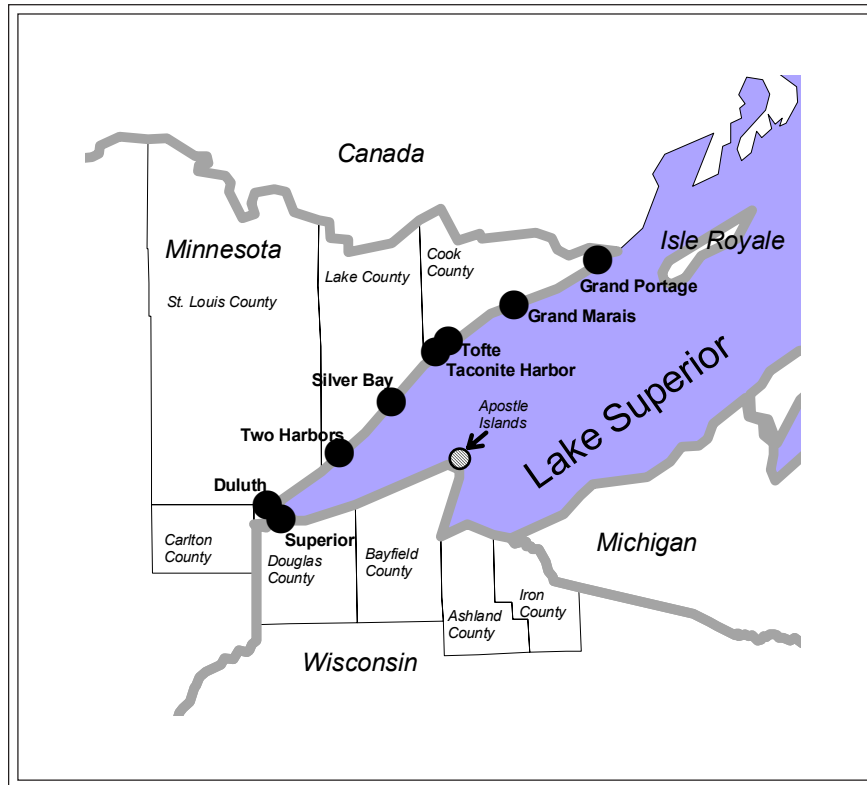 Canada
Minnesota
Isle Royale
Cook
County
Lake County
Grand Portage
St. Louis County
Grand Marais
Tofte
Taconite Harbor
Silver Bay
Lake Superior
Apostle
Islands
Two Harbors
Duluth
Superior
Michigan
Carlton
County
Douglas
County
Bayfield
County
Iron
County
Ashland
County
Wisconsin